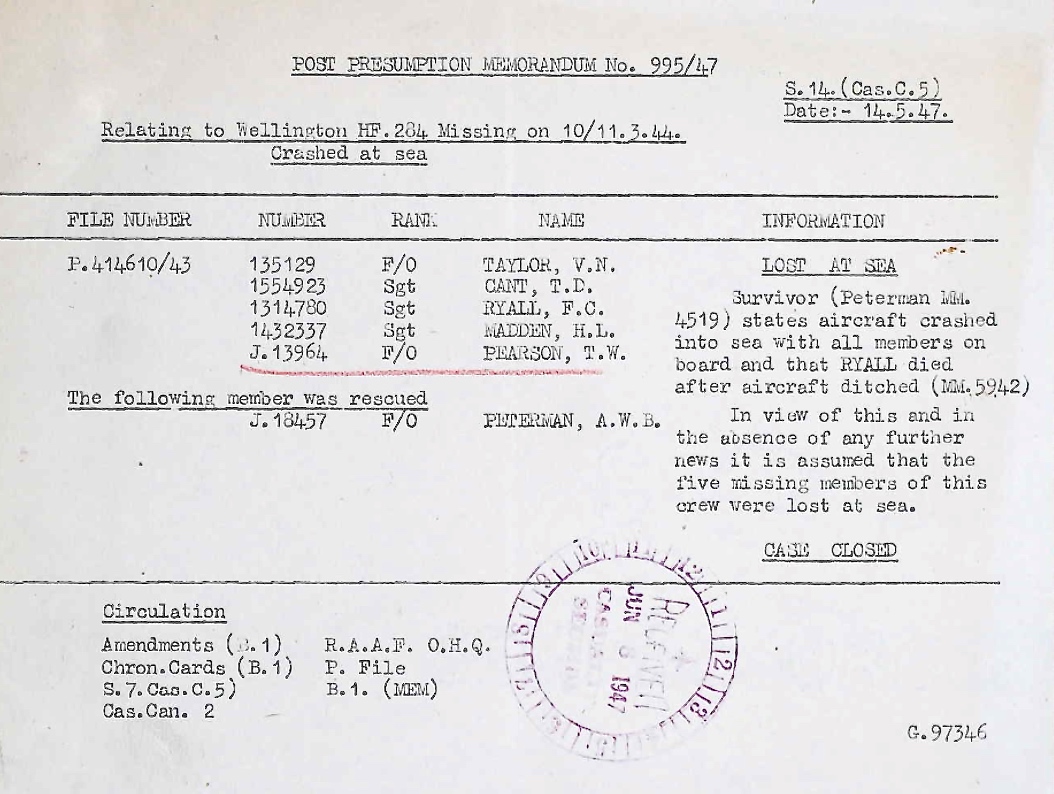 POST PRESUMPTION MEMORANDUM No. 995/47
S.14.(Cas.C.5)
Date:- 14.5.47.
Relating to Wellington HF.284 Missing on 10/11.3.44.
Crashed at sea
FILE NUMBER NUMBER RANK NAME INFORMATION
P.414610/43 135129 F/O TAYLOR, V.N. LOST AT SEA
1554923 Sgt CANT, T.D.
1314780 Sgt RYALL, F.C.
1432337 Sgt MADDEN, H.L.
J.13964 F/O PEARSON, T.W.
Survivor (Peterman MM.
4519) states aircraft crashed
into sea with all members on
board and that RYALL died
after aircraft ditched (MM.5942)
The following member was rescued
J.18457 F/O PETERMAN, A.W.B.
In view of this and in
the absence of any further
news it is assumed that the
five missing members of this
crew were lost at sea.
CASE CLOSED
Circulation
Amendments (B.1) R.A.A.F. O.H.Q.
Chron.Cards (B.1) P. File
S.7.Cas.C.5) B.1. (MEM)
Cas.Can. 2
RECEIVED
JUN 8 1947
G.97346